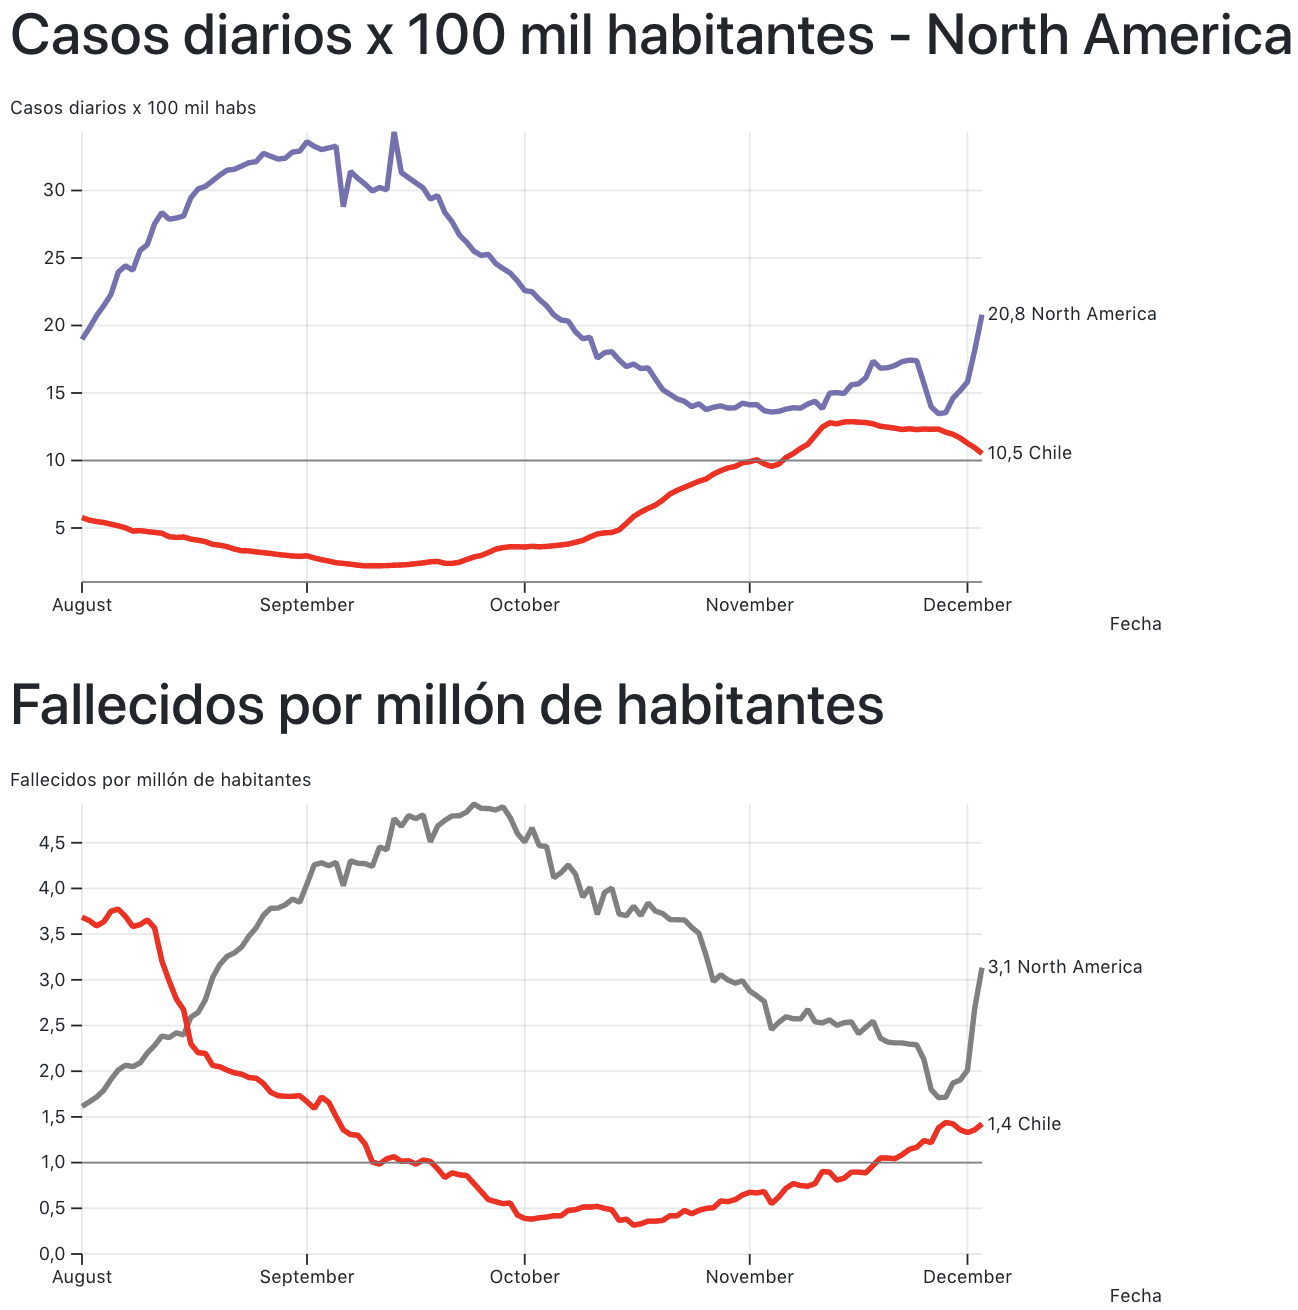 Casos diarios x 100 mil habitantes - North America
Casos diarios x 100 mil habs
30
25
20
15
10
5
20,8 North America
10,5 Chile
August September October November December
Fecha
Fallecidos por millón de habitantes
Fallecidos por millón de habitantes
4,5
4,0
3,5
3,0
2,5
2,0
1,5
1,0
0,5
0,0
3,1 North America
1,4 Chile
August September October November December
Fecha